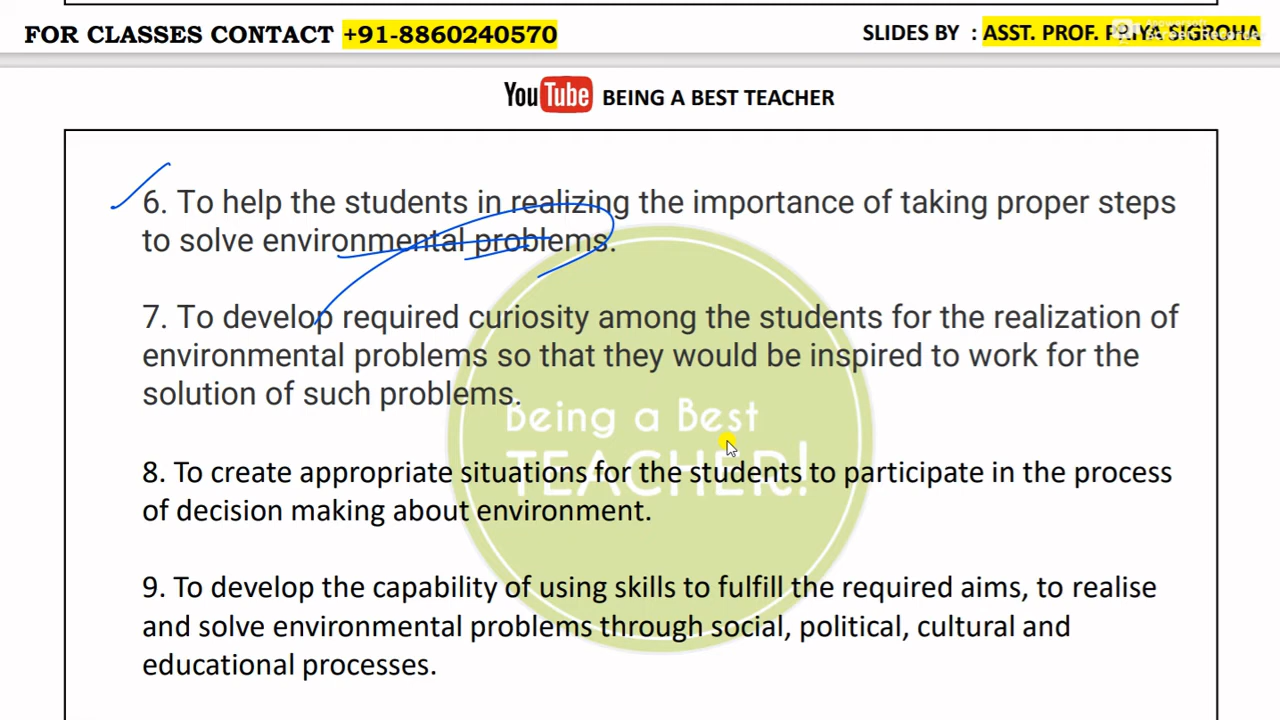 FOR CLASSES CONTACT +91-8860240570
SLIDES BY : ASST. PROF. PRIYA SIGROHA
YouTube BEING A BEST TEACHER
6. To help the students in realizing the importance of taking proper steps
to solve environmental problems.
7. To develop required curiosity among the students for the realization of
environmental problems so that they would be inspired to work for the
solution of such problems.
Being a Best
TEACHER!
8. To create appropriate situations for the students to participate in the process
of decision making about environment.
9. To develop the capability of using skills to fulfill the required aims, to realise
and solve environmental problems through social, political, cultural and
educational processes.